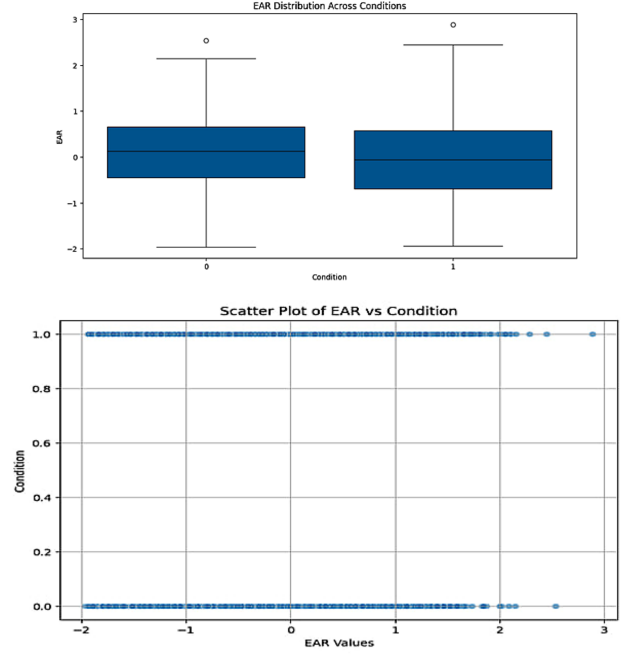 EAR Distribution Across Conditions
3
2
1
0
−1
−2
EAR
0 1
Condition
Scatter Plot of EAR vs Condition
1.0
0.8
0.6
0.4
0.2
0.0
Condition
−2 −1 0 1 2 3
EAR Values